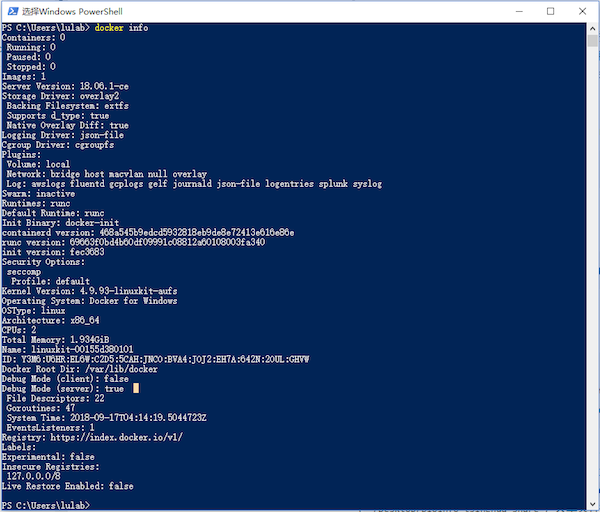 选择Windows PowerShell
PS C:\Users\lulab> docker info
Containers: 0
 Running: 0
 Paused: 0
 Stopped: 0
Images: 1
Server Version: 18.06.1-ce
Storage Driver: overlay2
 Backing Filesystem: extfs
 Supports d_type: true
 Native Overlay Diff: true
Logging Driver: json-file
Cgroup Driver: cgroupfs
Plugins:
 Volume: local
 Network: bridge host macvlan null overlay
 Log: awslogs fluentd gcplogs gelf journald json-file logentries splunk syslog
Swarm: inactive
Runtimes: runc
Default Runtime: runc
Init Binary: docker-init
containerd version: 468a545b9edcd5932818eb9de8e72413e616e86e
runc version: 69663f0bd4b60df09991c08812a60108003fa340
init version: fec3683
Security Options:
 seccomp
  Profile: default
Kernel Version: 4.9.93-linuxkit-aufs
Operating System: Docker for Windows
OSType: linux
Architecture: x86_64
CPUs: 2
Total Memory: 1.934GiB
Name: linuxkit-00155d380101
ID: Y3M6:U6HR:EL6W:C2D5:5CAH:JNCO:BVA4:JOJ2:EH7A:642N:2OUL:GHVW
Docker Root Dir: /var/lib/docker
Debug Mode (client): false
Debug Mode (server): true
 File Descriptors: 22
 Goroutines: 47
 System Time: 2018-09-17T04:14:19.5044723Z
 EventsListeners: 1
Registry: https://index.docker.io/v1/
Labels:
Experimental: false
Insecure Registries:
 127.0.0.0/8
Live Restore Enabled: false
PS C:\Users\lulab>